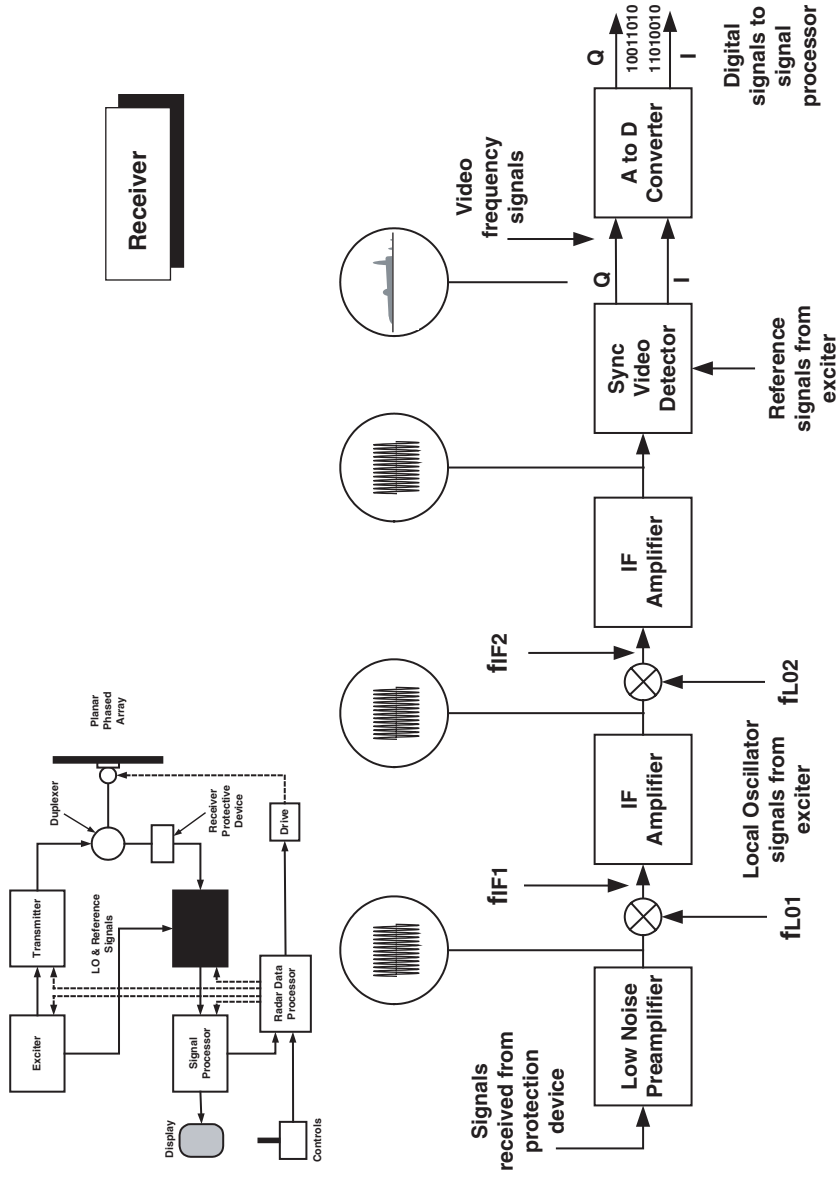 Receiver
Planar
Phased
Array
Duplexer
Receiver
Protective
Device
Drive
Transmitter
LO & Reference
Signals
Exciter
Radar Data
Processor
Signal
Processor
Display
Controls
Signals
received from
protection
device
Low Noise
Preamplifier
fIF1
fL01
IF
Amplifier
Local Oscillator
signals from
exciter
fIF2
fL02
IF
Amplifier
Sync
Video
Detector
Reference
signals from
exciter
Q
I
Video
frequency
signals
A to D
Converter
Q
10011010
11010010
I
Digital
signals to
signal
processor